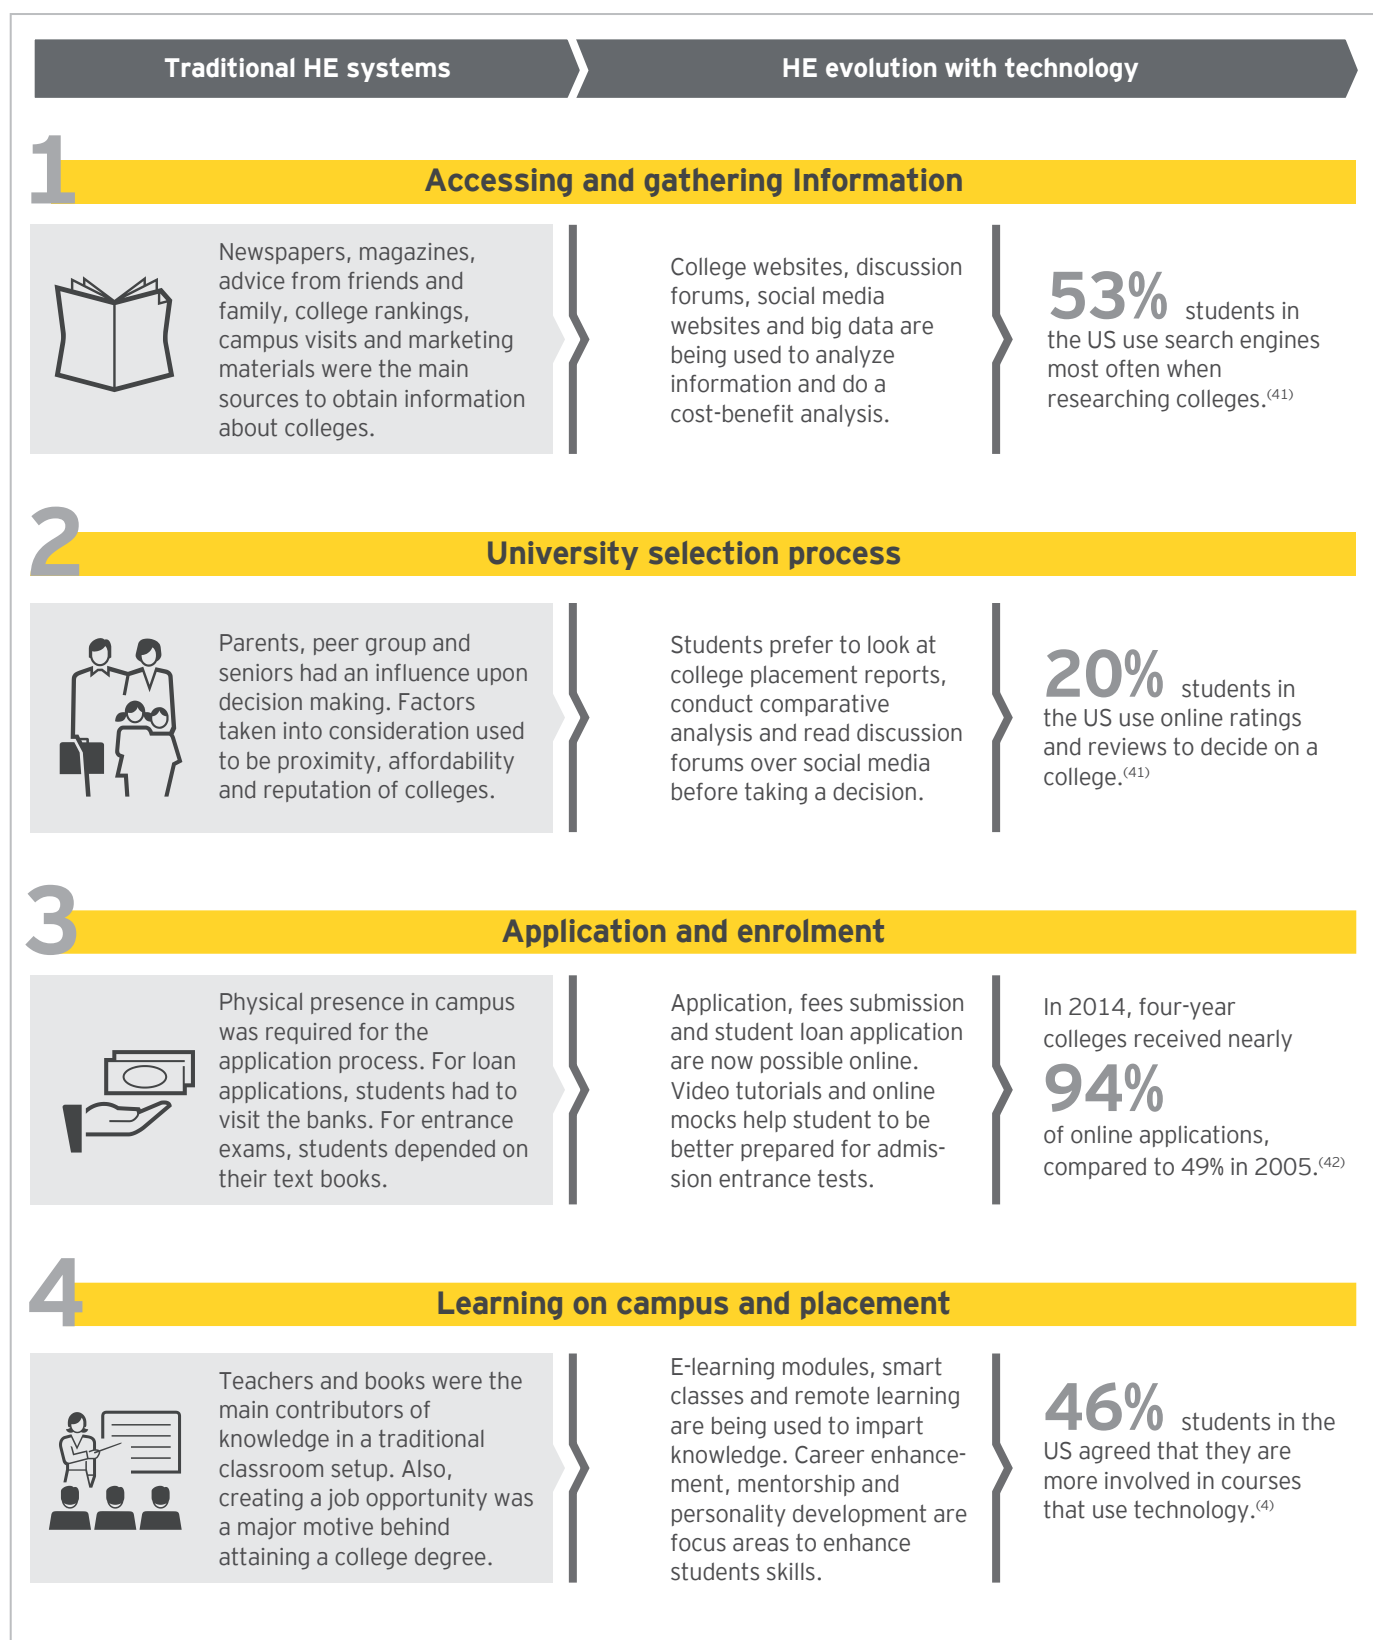 Traditional HE systems
HE evolution with technology
1
Accessing and gathering Information
Newspapers, magazines,
advice from friends and
family, college rankings,
campus visits and marketing
materials were the main
sources to obtain information
about colleges.
College websites, discussion
forums, social media
websites and big data are
being used to analyze
information and do a
cost-benefit analysis.
53% students in
the US use search engines
most often when
researching colleges.(41)
2
University selection process
Parents, peer group and
seniors had an influence upon
decision making. Factors
taken into consideration used
to be proximity, affordability
and reputation of colleges.
Students prefer to look at
college placement reports,
conduct comparative
analysis and read discussion
forums over social media
before taking a decision.
20% students in
the US use online ratings
and reviews to decide on a
college.(41)
3
Application and enrolment
Physical presence in campus
was required for the
application process. For loan
applications, students had to
visit the banks. For entrance
exams, students depended on
their text books.
Application, fees submission
and student loan application
are now possible online.
Video tutorials and online
mocks help student to be
better prepared for admis-
sion entrance tests.
In 2014, four-year
colleges received nearly
94%
of online applications,
compared to 49% in 2005.(42)
4
Learning on campus and placement
Teachers and books were the
main contributors of
knowledge in a traditional
classroom setup. Also,
creating a job opportunity was
a major motive behind
attaining a college degree.
E-learning modules, smart
classes and remote learning
are being used to impart
knowledge. Career enhance-
ment, mentorship and
personality development are
focus areas to enhance
students skills.
46% students in the
US agreed that they are
more involved in courses
that use technology.(4)